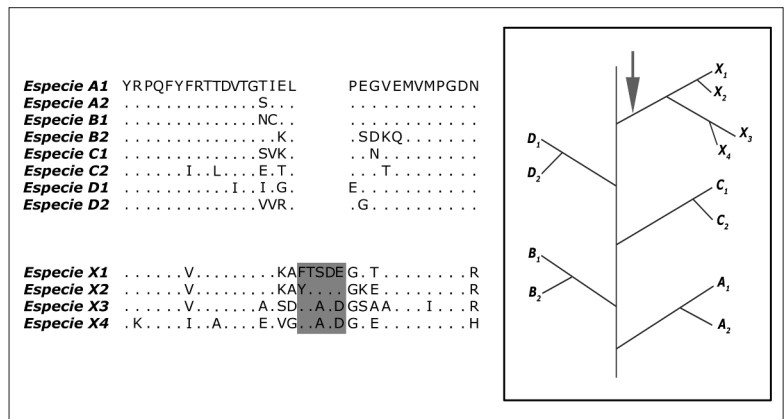 Especie A1 YRPQFYFRTTDVTGTIEL PEGVEMVMPGDN
Especie A2 ..............S... ............
Especie B1 ..............NC.. ............
Especie B2 ................K. .SDKQ.......
Especie C1 ..............SVK. ..N.........
Especie C2 ......I..L....E.T. ...T........
Especie D1 ...........I..I.G. E...........
Especie D2 ..............VVR. .G..........
Especie X1 ......V.........KAFTSDEG.T........R
Especie X2 ......V.........KAY....GKE........R
Especie X3 ......V.......A.SD..A.DGSAA...I...R
Especie X4 .K....I..A....E.VG..A.DG.E........H
X1
X2
X3
X4
D1
D2
C1
C2
B1
B2
A1
A2